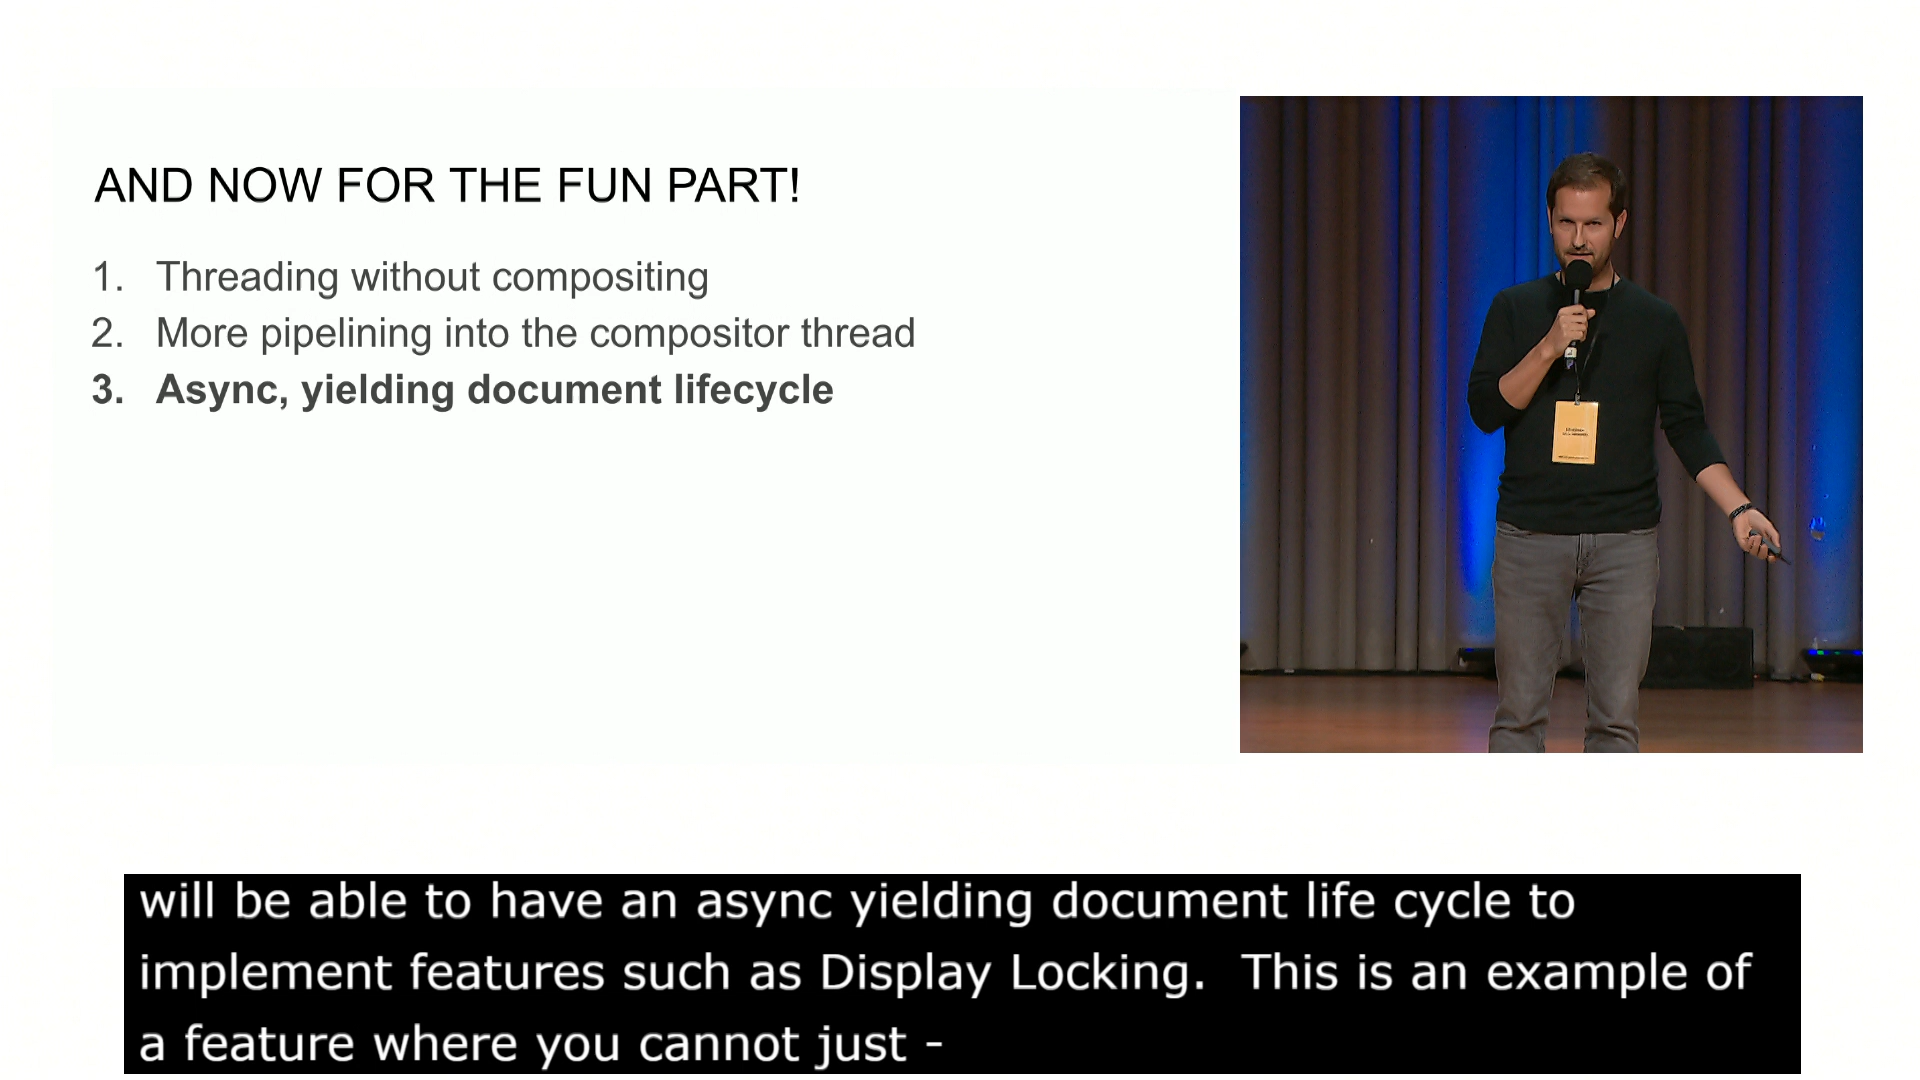 AND NOW FOR THE FUN PART!
1. Threading without compositing
2. More pipelining into the compositor thread
3. Async, yielding document lifecycle
will be able to have an async yielding document life cycle to
implement features such as Display Locking.  This is an example of
a feature where you cannot just -